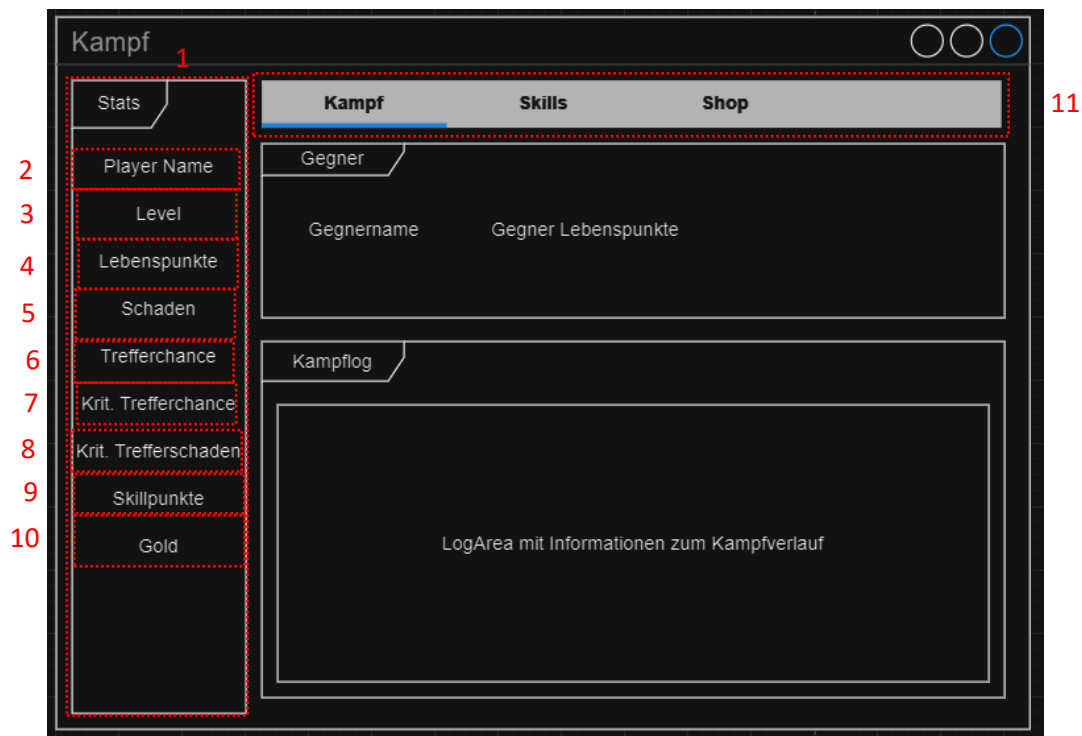 Kampf
1
Stats
Kampf Skills Shop
11
Gegner
2 Player Name
3 Level
Gegnername Gegner Lebenspunkte
4 Lebenspunkte
5 Schaden
6 Trefferchance
Kampflog
7 Krit. Trefferchance
8 Krit. Trefferschaden
9 Skillpunkte
10 Gold
LogArea mit Informationen zum Kampfverlauf